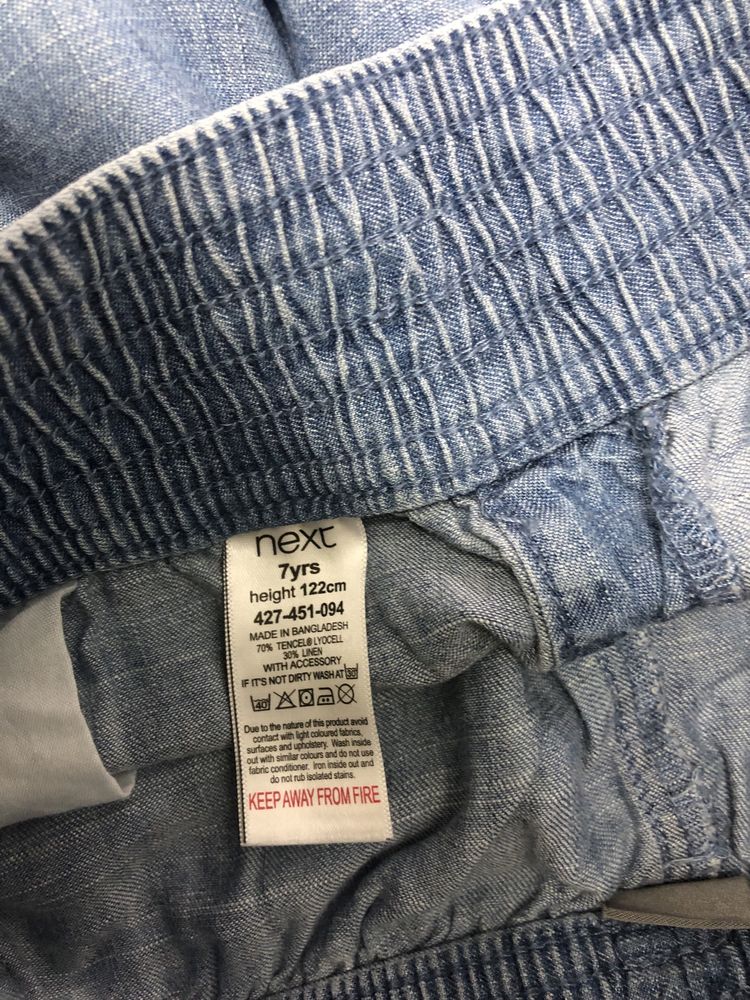 next
7yrs
height 122cm
427-451-094
MADE IN BANGLADESH
70% TENCEL® LYOCELL
30% LINEN
WITH ACCESSORY
IF IT'S NOT DIRTY WASH AT 30°
40°
Due to the nature of this product avoid
contact with light coloured fabrics,
surfaces and upholstery. Wash inside
out with similar colours and do not use
fabric conditioner. Iron inside out and
do not rub isolated stains.
KEEP AWAY FROM FIRE